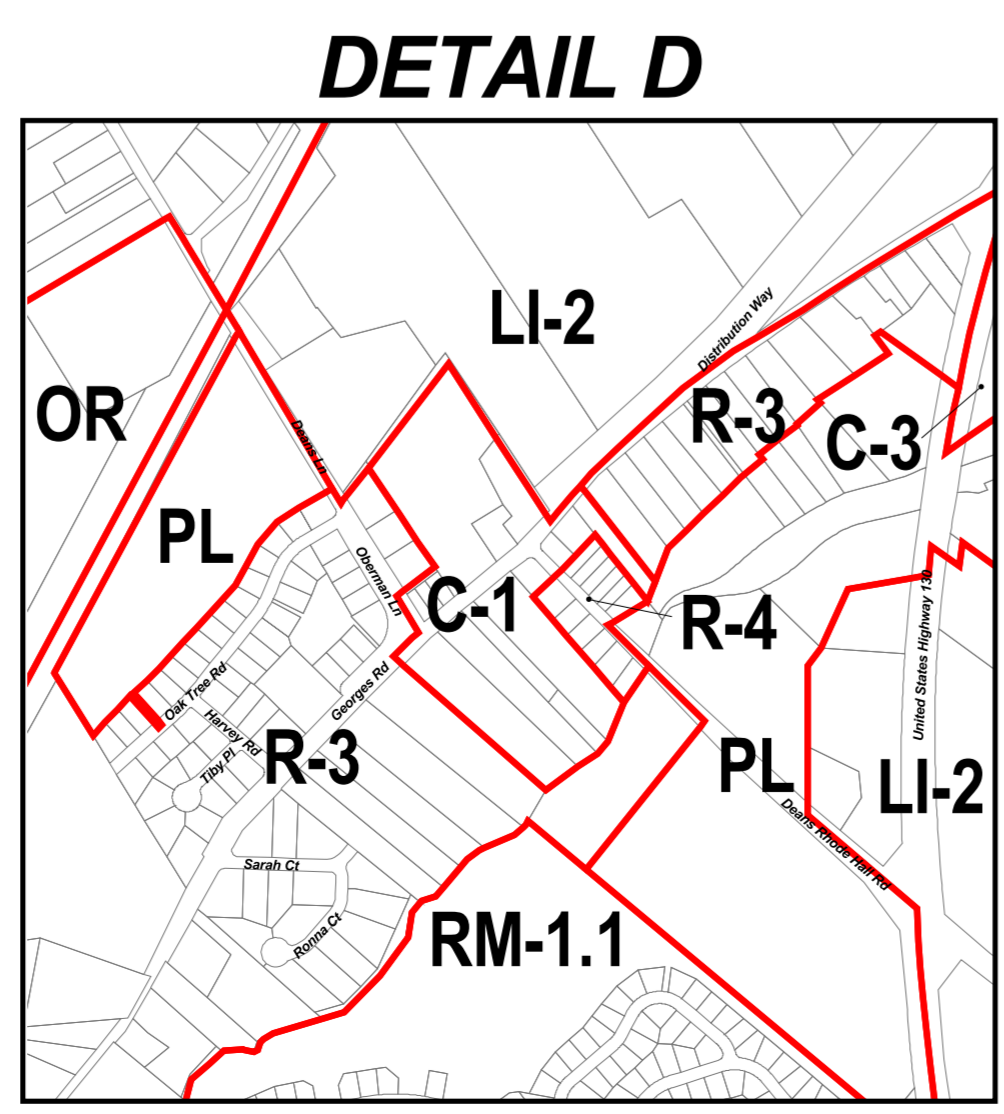 DETAIL D
LI-2
Distribution Way
OR
R-3
C-3
Deans Ln
PL
Oberman Ln
C-1
R-4
United States Highway 130
Oak Tree Rd
Georges Rd
Harvey Rd
Tiby Pl
R-3
PL
LI-2
Deans Rhode Hall Rd
Sarah Ct
Ronna Ct
RM-1.1